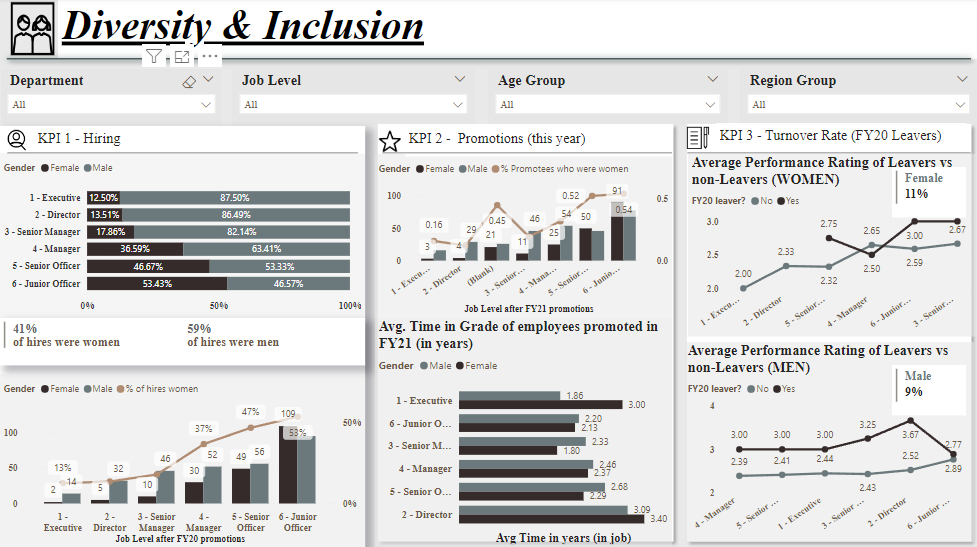 Diversity & Inclusion
Department
Job Level
Age Group
Region Group
All
All
All
All
KPI 1 - Hiring
Gender Female Male
1 - Executive 12.50% 87.50%
2 - Director 13.51% 86.49%
3 - Senior Manager 17.86% 82.14%
4 - Manager 36.59% 63.41%
5 - Senior Officer 46.67% 53.33%
6 - Junior Officer 53.43% 46.57%
0% 50% 100%
41% 59%
of hires were women of hires were men
Gender Female Male % of hires women
100
50
0
50%
0%
13% 37% 47% 53%
2 14 5 32 10 46 30 52 49 56 109
1 - Executive
2 - Director
3 - Senior Manager
4 - Manager
5 - Senior Officer
6 - Junior Officer
Job Level after FY20 promotions
KPI 2 - Promotions (this year)
Gender Female Male % Promotees who were women
100
50
0
0.5
0.0
0.16 0.45 0.52 0.54
3 4 29 21 11 46 25 54 50 91
1 - Execu...
2 - Director
(Blank)
3 - Senior...
4 - Mana...
5 - Senior...
6 - Junio...
Job Level after FY21 promotions
Avg. Time in Grade of employees promoted in
FY21 (in years)
Gender Male Female
1 - Executive 1.86 3.00
6 - Junior O... 2.20 2.13
3 - Senior M... 2.33 1.80
4 - Manager 2.46 2.37
5 - Senior O... 2.68 2.29
2 - Director 3.09 3.40
Avg Time in years (in job)
KPI 3 - Turnover Rate (FY20 Leavers)
Average Performance Rating of Leavers vs
non-Leavers (WOMEN)
Female
11%
FY20 leaver? No Yes
3.0
2.5
2.0
2.00 2.33 2.32 2.75 2.65 2.50 3.00 2.59 2.67
1 - Execu...
2 - Director
5 - Senior...
4 - Manager
6 - Junior...
3 - Senior...
Average Performance Rating of Leavers vs
non-Leavers (MEN)
Male
9%
FY20 leaver? No Yes
4
3
2
3.00 3.00 3.00 3.25 3.67 2.77
2.39 2.41 2.44 2.43 2.52 2.89
4 - Manager
5 - Senior ...
1 - Executive
3 - Senior ...
2 - Director
6 - Junior ...